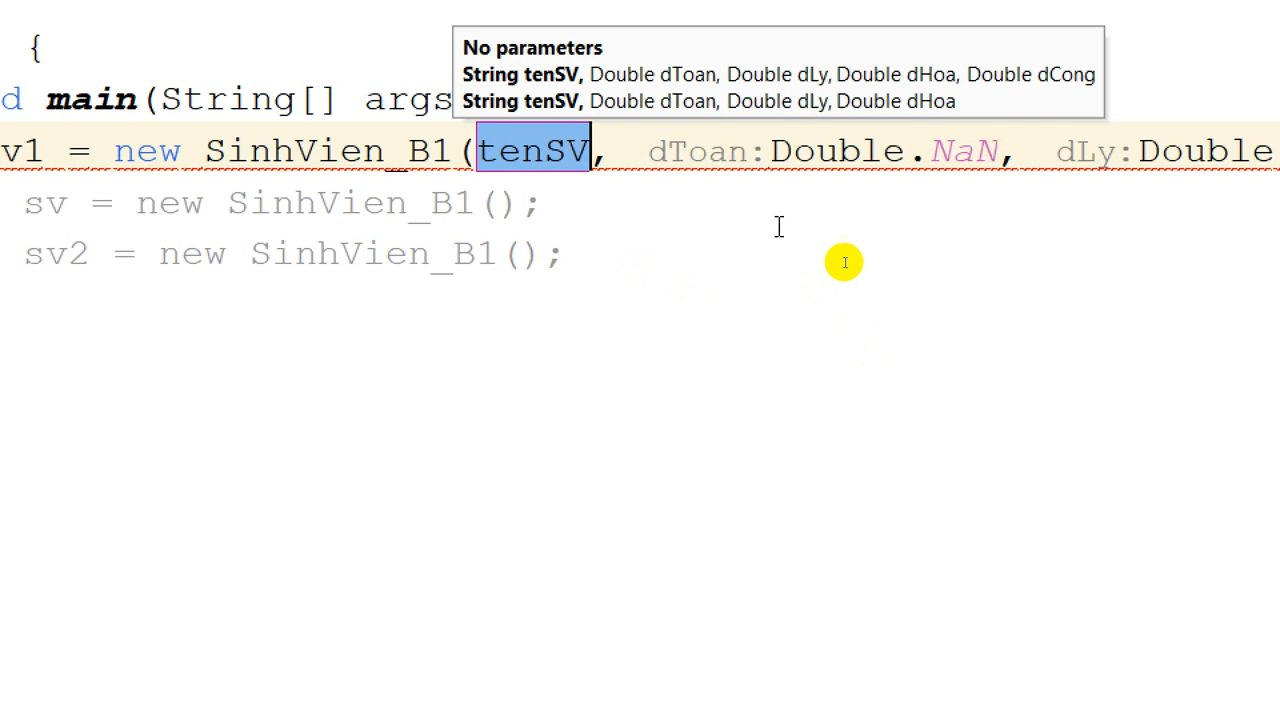 {
No parameters
String tenSV, Double dToan, Double dLy, Double dHoa, Double dCong
String tenSV, Double dToan, Double dLy, Double dHoa
d main(String[] args
v1 = new SinhVien_B1(tenSV, dToan:Double.NaN, dLy:Double
sv = new SinhVien_B1();
sv2 = new SinhVien_B1();